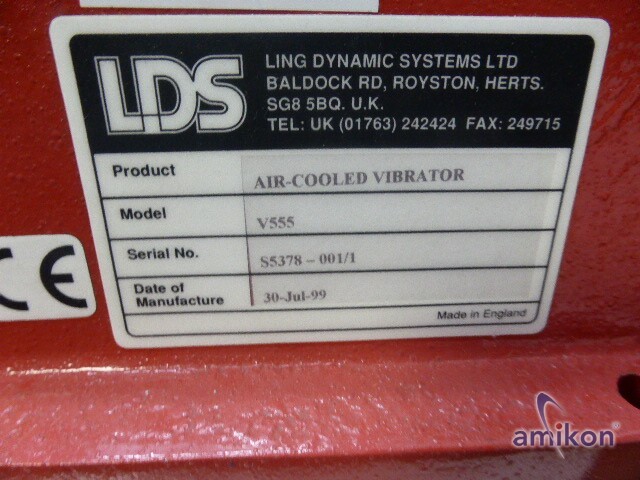 LDS
LING DYNAMIC SYSTEMS LTD
BALDOCK RD, ROYSTON, HERTS.
SG8 5BQ. U.K.
TEL: UK (01763) 242424 FAX: 249715
Product AIR-COOLED VIBRATOR
Model V555
Serial No. S5378 - 001/1
Date of
Manufacture 30-Jul-99
Made in England
CE
amikon